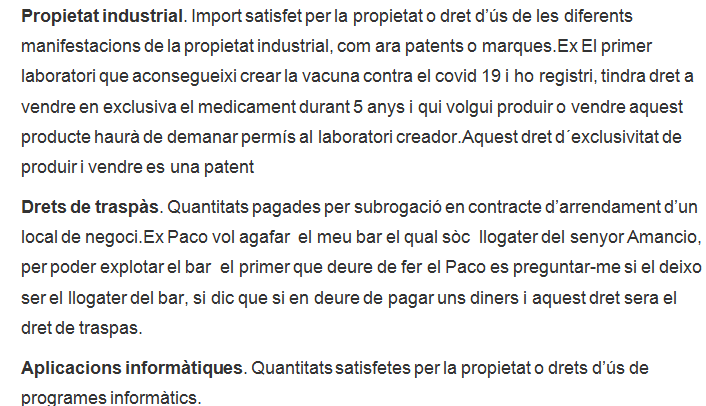 Propietat industrial. Import satisfet per la propietat o dret d’ús de les diferents
manifestacions de la propietat industrial, com ara patents o marques.Ex El primer
laboratori que aconsegueixi crear la vacuna contra el covid 19 i ho registri, tindra dret a
vendre en exclusiva el medicament durant 5 anys i qui volgui produir o vendre aquest
producte haurà de demanar permís al laboratori creador.Aquest dret d´exclusivitat de
produir i vendre es una patent
Drets de traspàs. Quantitats pagades per subrogació en contracte d’arrendament d’un
local de negoci.Ex Paco vol agafar el meu bar el qual sòc llogater del senyor Amancio,
per poder explotar el bar el primer que deure de fer el Paco es preguntar-me si el deixo
ser el llogater del bar, si dic que si en deure de pagar uns diners i aquest dret sera el
dret de traspas.
Aplicacions informàtiques. Quantitats satisfetes per la propietat o drets d’ús de
programes informàtics.